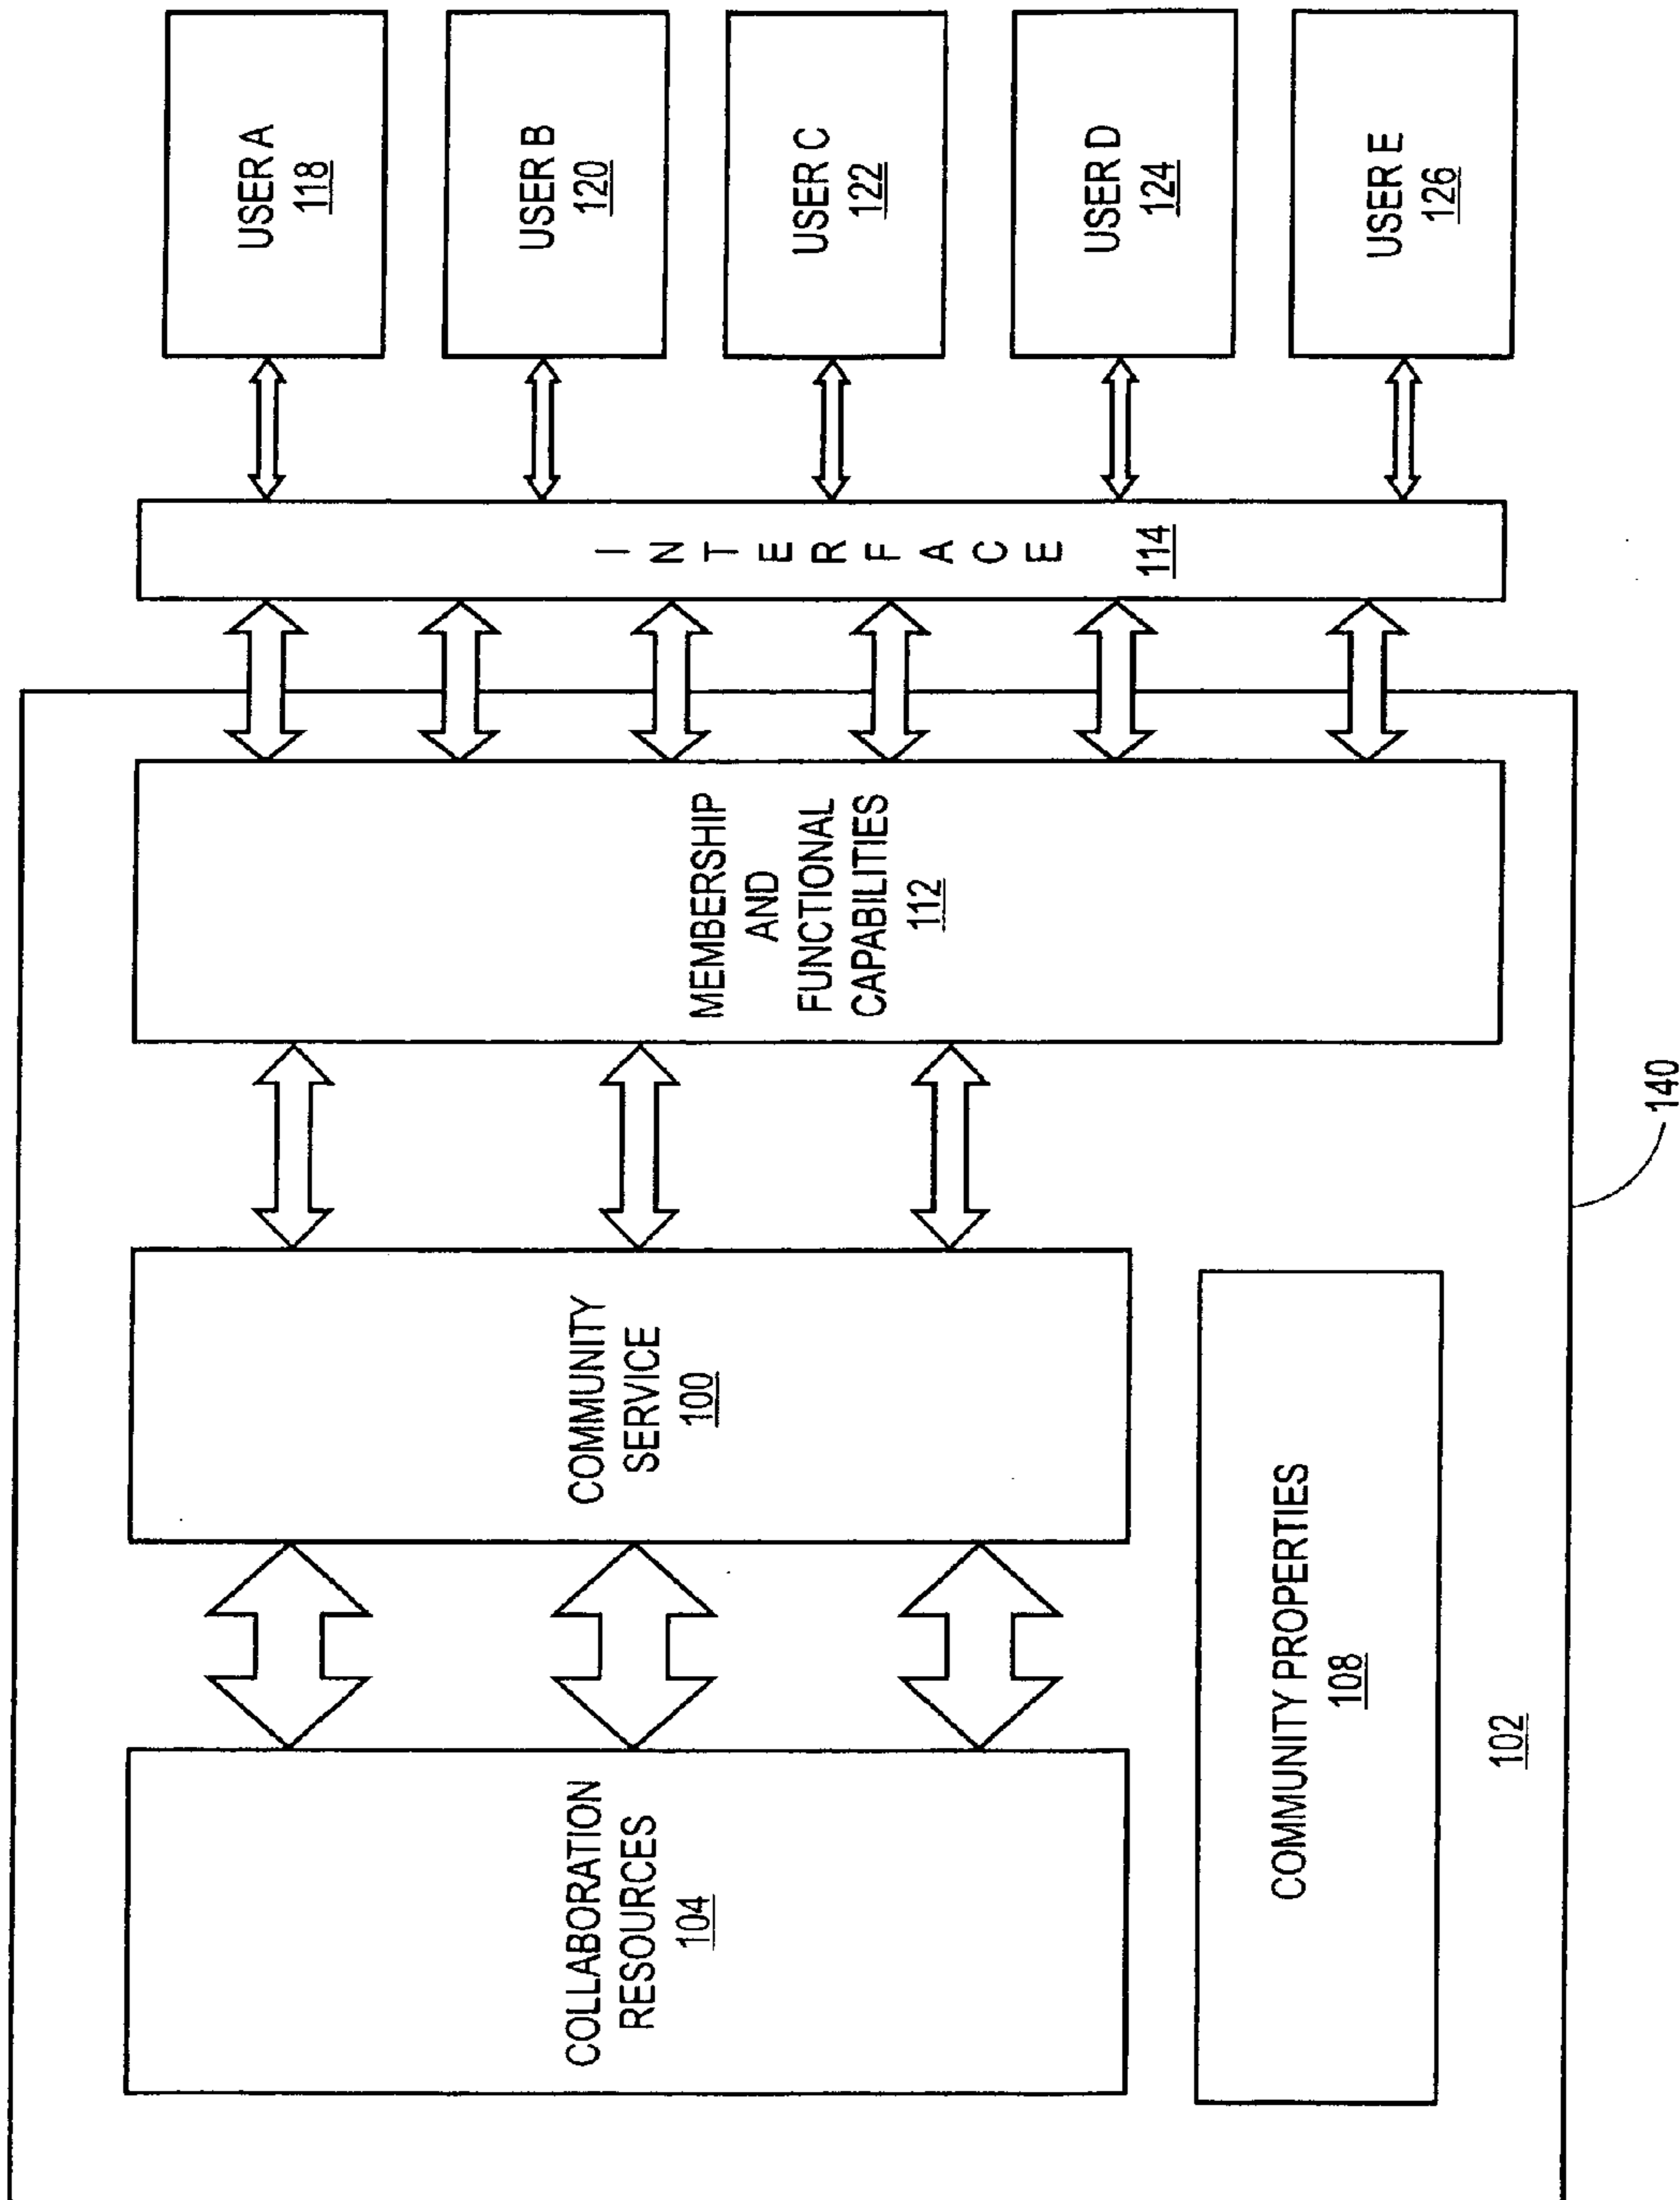 COLLABORATION
RESOURCES
104
COMMUNITY
SERVICE
100
MEMBERSHIP
AND
FUNCTIONAL
CAPABILITIES
112
INTERFACE
114
USER A
118
USER B
120
USER C
122
USER D
124
USER E
126
COMMUNITY PROPERTIES
108
102
140